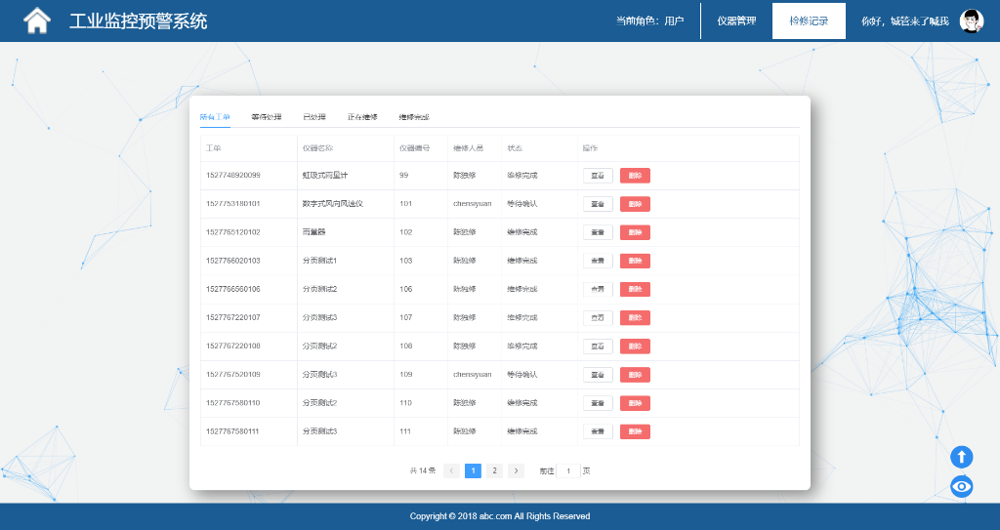 工业监控预警系统
当前角色：用户 仪器管理 检修记录 你好，城管来了喊我
所有工单 等待处理 已处理 正在维修 维修完成
工单 仪器名称 仪器编号 维修人员 状态 操作
1527748920099 虹吸式雨量计 99 陈独修 维修完成 查看 删除
1527753180101 数字式风向风速仪 101 chensiyuan 等待确认 查看 删除
1527765120102 雨量器 102 陈独修 维修完成 查看 删除
1527766020103 分页测试1 103 陈独修 维修完成 查看 删除
1527766560106 分页测试2 106 陈独修 维修完成 查看 删除
1527767220107 分页测试3 107 陈独修 维修完成 查看 删除
1527767220108 分页测试2 108 陈独修 维修完成 查看 删除
1527767520109 分页测试3 109 chensiyuan 等待确认 查看 删除
1527767580110 分页测试2 110 陈独修 维修完成 查看 删除
1527767580111 分页测试3 111 陈独修 维修完成 查看 删除
共 14 条 < 1 2 > 前往 1 页
Copyright © 2018 abc.com All Rights Reserved